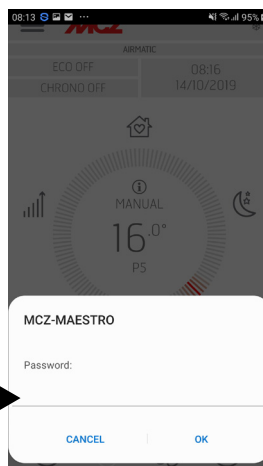 08:13 S ···  95%
MCZ
AIRMATIC
ECO OFF
08:16
CHRONO OFF
14/10/2019
i
MANUAL
16.0°
P5
MCZ-MAESTRO
Password:
CANCEL
OK